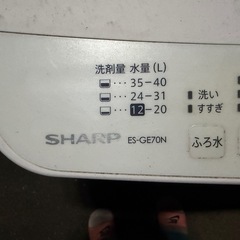 洗剤量 水量(L)
35-40
24-31
12-20
洗い
すすぎ
SHARP ES-GE70N
ふろ水